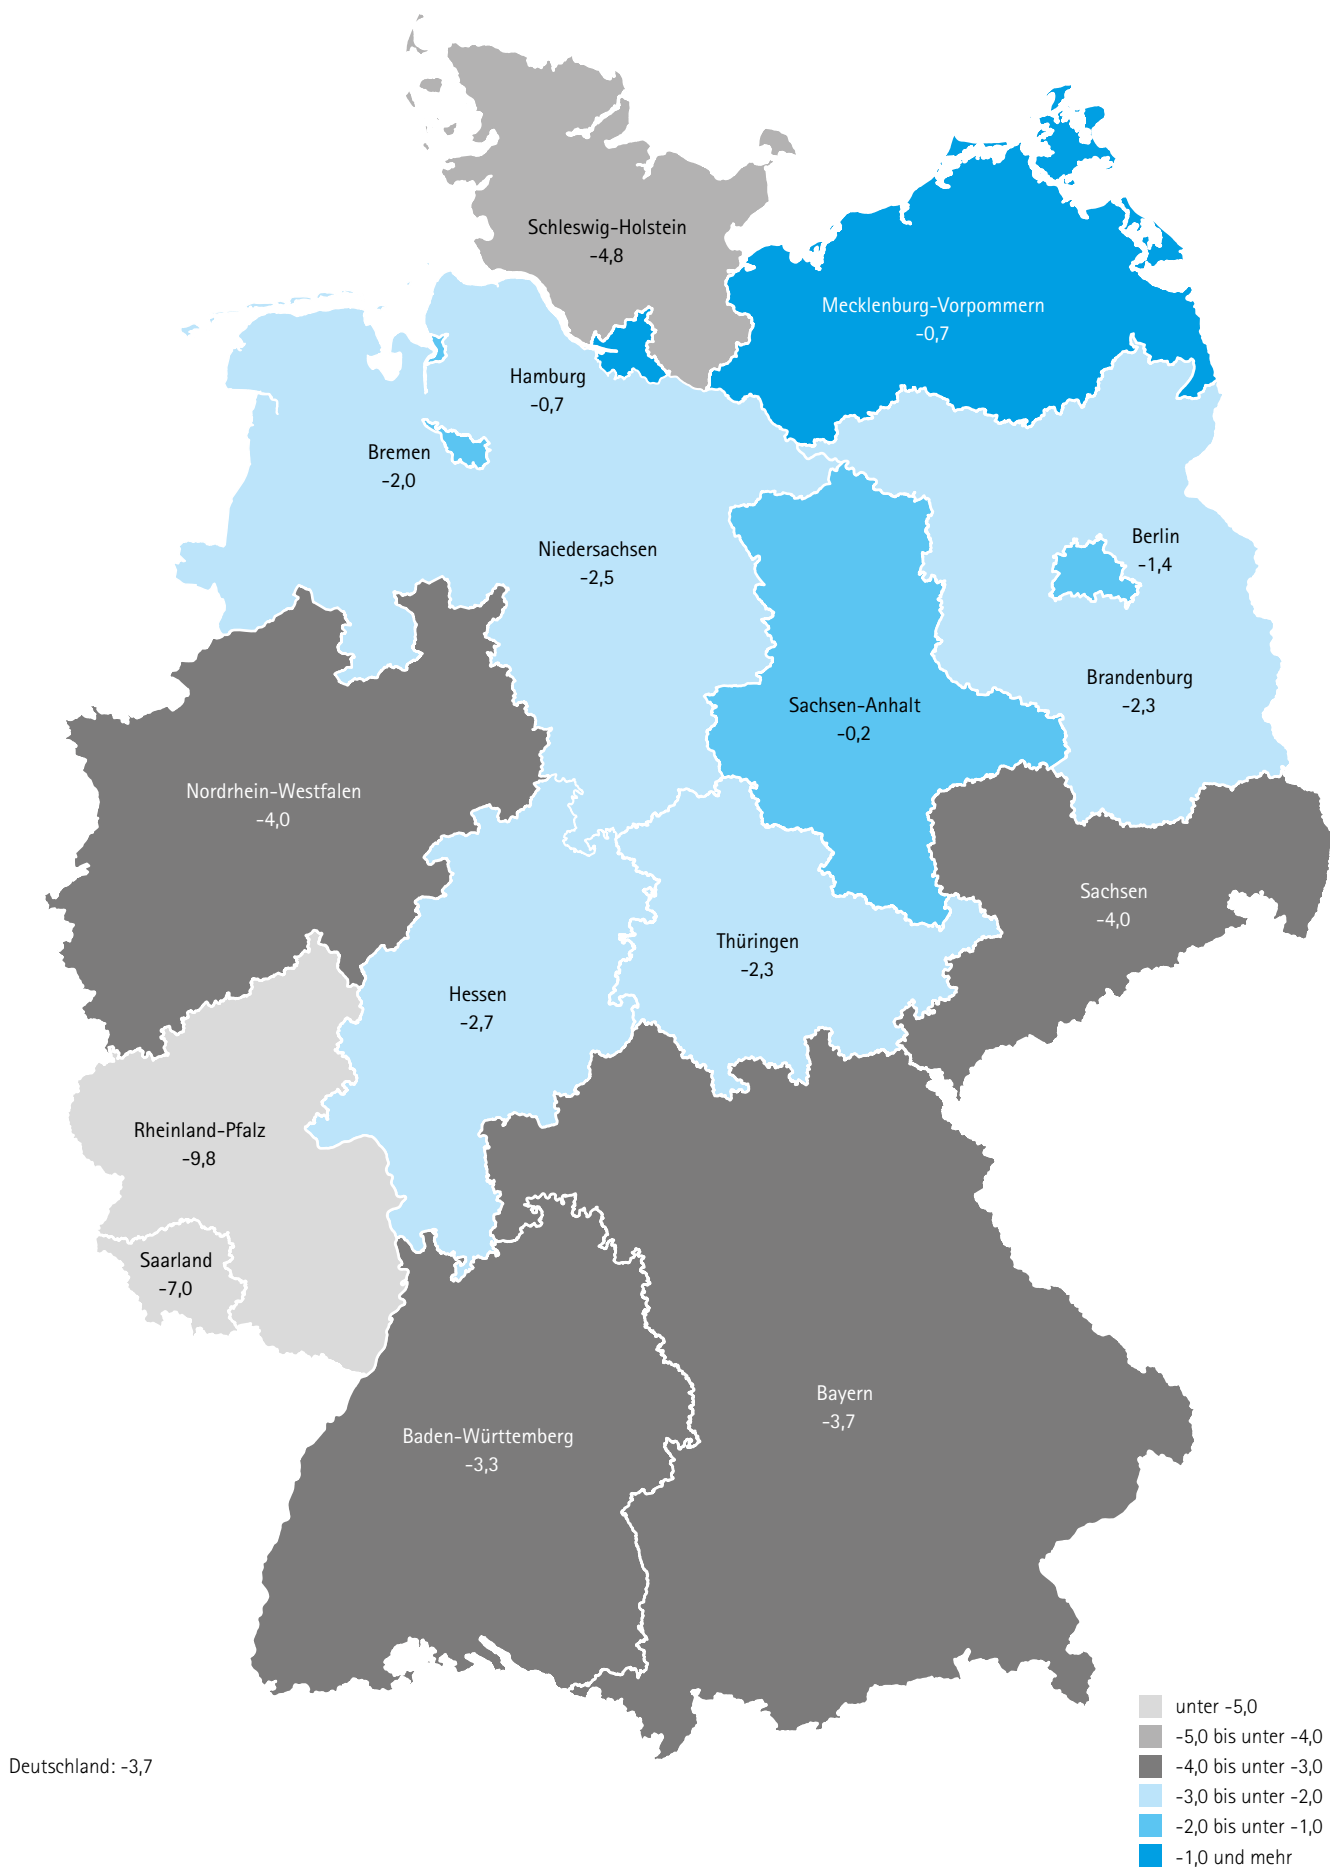 Schleswig-Holstein
-4,8
Mecklenburg-Vorpommern
-0,7
Hamburg
-0,7
Bremen
-2,0
Niedersachsen
-2,5
Berlin
-1,4
Brandenburg
-2,3
Sachsen-Anhalt
-0,2
Nordrhein-Westfalen
-4,0
Sachsen
-4,0
Thüringen
-2,3
Hessen
-2,7
Rheinland-Pfalz
-9,8
Saarland
-7,0
Bayern
-3,7
Baden-Württemberg
-3,3
Deutschland: -3,7
unter -5,0
-5,0 bis unter -4,0
-4,0 bis unter -3,0
-3,0 bis unter -2,0
-2,0 bis unter -1,0
-1,0 und mehr